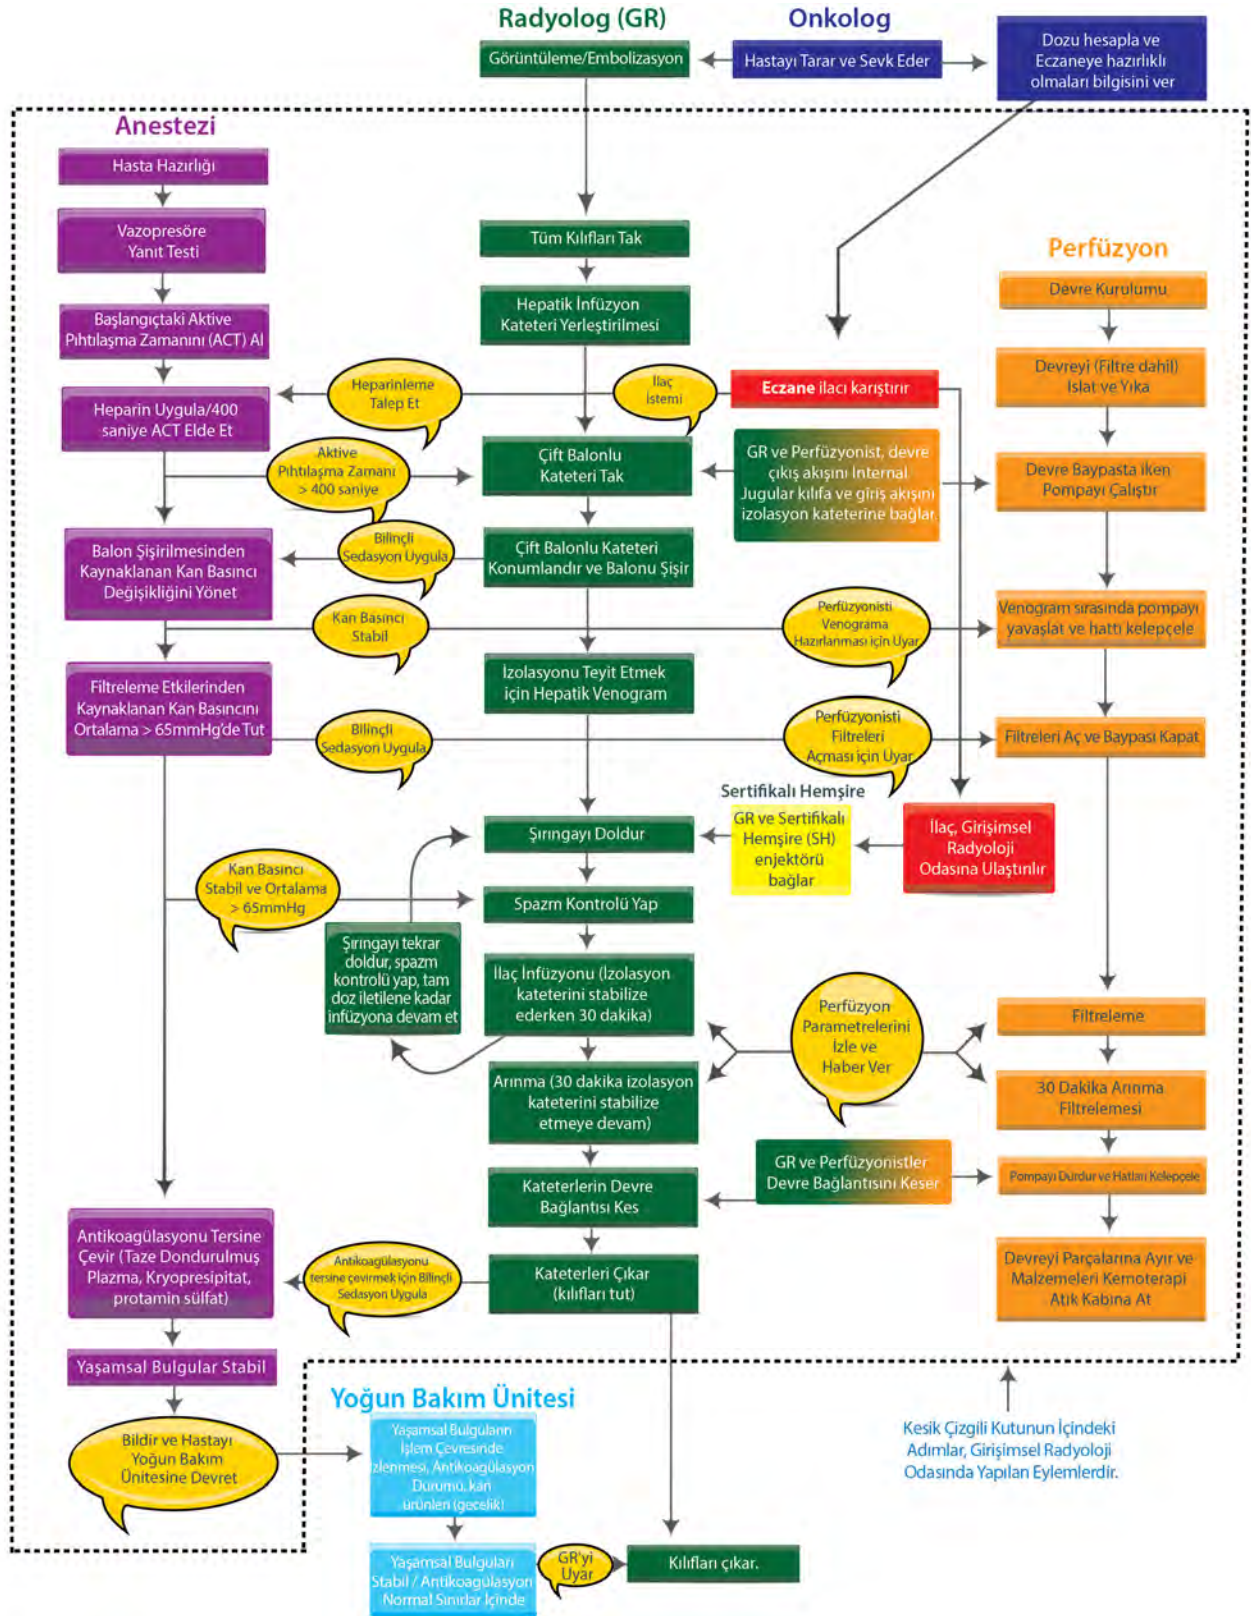 Radyolog (GR)
Onkolog
Görüntüleme/Embolizasyon
Hastayı Tarar ve Sevk Eder
Dozu hesapla ve
Eczaneye hazırlıklı
olmaları bilgisini ver
Anestezi
Hasta Hazırlığı
Vazopresöre
Yanıt Testi
Başlangıçtaki Aktive
Pıhtılaşma Zamanını (ACT) Al
Heparin Uygula/400
saniye ACT Elde Et
Balon Şişirilmesinden
Kaynaklanan Kan Basıncı
Değişikliğini Yönet
Filtreleme Etkilerinden
Kaynaklanan Kan Basıncını
Ortalama > 65mmHg'de Tut
Antikoagülasyonu Tersine
Çevir (Taze Dondurulmuş
Plazma, Kryopresipitat,
protamin sülfat)
Yaşamsal Bulgular Stabil
Bildir ve Hastayı
Yoğun Bakım
Ünitesine Devret
Heparinleme
Talep Et
Aktive
Pıhtılaşma Zamanı
> 400 saniye
Bilinçli
Sedasyon Uygula
Kan Basıncı
Stabil
Bilinçli
Sedasyon Uygula
Kan Basıncı
Stabil ve Ortalama
> 65mmHg
Şırıngayı tekrar
doldur, spazm
kontrolü yap, tam
doz iletilene kadar
infüzyona devam et
Antikoagülasyonu
tersine çevirmek için Bilinçli
Sedasyon Uygula
Tüm Kılıfları Tak
Hepatik İnfüzyon
Kateteri Yerleştirilmesi
Çift Balonlu
Kateteri Tak
Çift Balonlu Kateteri
Konumlandır ve Balonu Şişir
İzolasyonu Teyit Etmek
için Hepatik Venogram
Şırıngayı Doldur
Spazm Kontrolü Yap
İlaç İnfüzyonu (İzolasyon
kateterini stabilize
ederken 30 dakika)
Arınma (30 dakika izolasyon
kateterini stabilize
etmeye devam)
Kateterlerin Devre
Bağlantısı Kes
Kateterleri Çıkar
(kılıfları tut)
İlaç
İstemi
Eczane ilacı karıştırır
GR ve Perfüzyonist, devre
çıkış akışını Internal
Jugular kılıfa ve giriş akışını
izolasyon kateterine bağlar.
Perfüzyonisti
Venograma
Hazırlanması için Uyar
Perfüzyonisti
Filtreleri
Açması için Uyar
Sertifikalı Hemşire
GR ve Sertifikalı
Hemşire (SH)
enjektörü
bağlar
İlaç, Girişimsel
Radyoloji
Odasına Ulaştırılır
Perfüzyon
Parametrelerini
İzle ve
Haber Ver
GR ve Perfüzyonistler
Devre Bağlantısını Keser
Perfüzyon
Devre Kurulumu
Devreyi (Filtre dahil)
Islat ve Yıka
Devre Baypasta iken
Pompayı Çalıştır
Venogram sırasında pompayı
yavaşlat ve hattı kelepçele
Filtreleri Aç ve Baypası Kapat
Filtreleme
30 Dakika Arınma
Filtrelemesi
Pompayı Durdur ve Hatları Kelepçele
Devreyi Parçalarına Ayır ve
Malzemeleri Kemoterapi
Atık Kabına At
Yoğun Bakım Ünitesi
Yaşamsal Bulguların
İşlem Çevresinde
İzlenmesi, Antikoagülasyon
Durumu, kan
ürünleri (gecelik)
Yaşamsal Bulguları
Stabil / Antikoagülasyon
Normal Sınırlar İçinde
GR'yi
Uyar
Kılıfları çıkar.
Kesik Çizgili Kutunun İçindeki
Adımlar, Girişimsel Radyoloji
Odasında Yapılan Eylemlerdir.